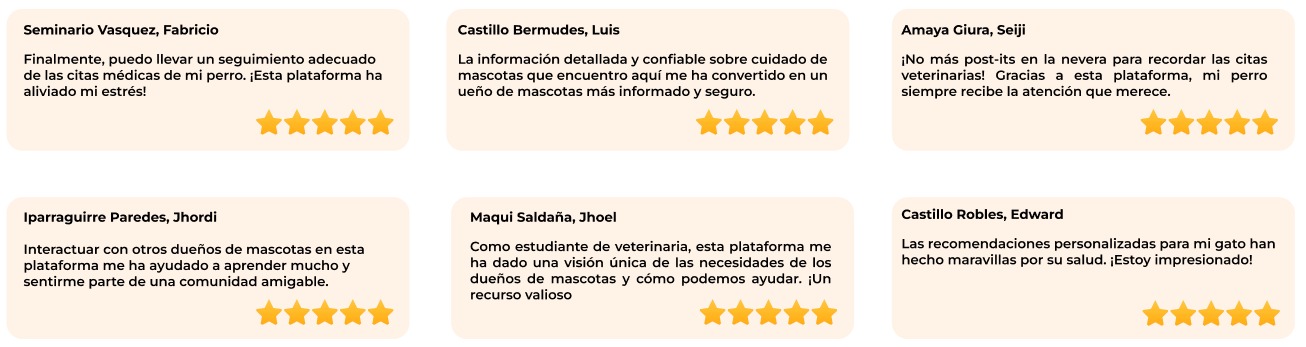 Seminario Vasquez, Fabricio
Finalmente, puedo llevar un seguimiento adecuado
de las citas médicas de mi perro. ¡Esta plataforma ha
aliviado mi estrés!
Castillo Bermudes, Luis
La información detallada y confiable sobre cuidado de
mascotas que encuentro aquí me ha convertido en un
ueño de mascotas más informado y seguro.
Amaya Giura, Seiji
¡No más post-its en la nevera para recordar las citas
veterinarias! Gracias a esta plataforma, mi perro
siempre recibe la atención que merece.
Iparraguirre Paredes, Jhordi
Interactuar con otros dueños de mascotas en esta
plataforma me ha ayudado a aprender mucho y
sentirme parte de una comunidad amigable.
Maqui Saldaña, Jhoel
Como estudiante de veterinaria, esta plataforma me
ha dado una visión única de las necesidades de los
dueños de mascotas y cómo podemos ayudar. ¡Un
recurso valioso
Castillo Robles, Edward
Las recomendaciones personalizadas para mi gato han
hecho maravillas por su salud. ¡Estoy impresionado!